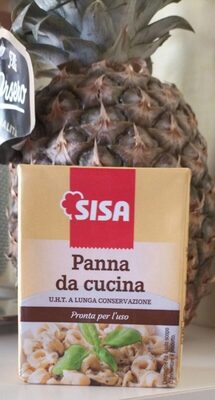 SISA
Panna
da cucina
U.H.T. A LUNGA CONSERVAZIONE
Pronta per l'uso